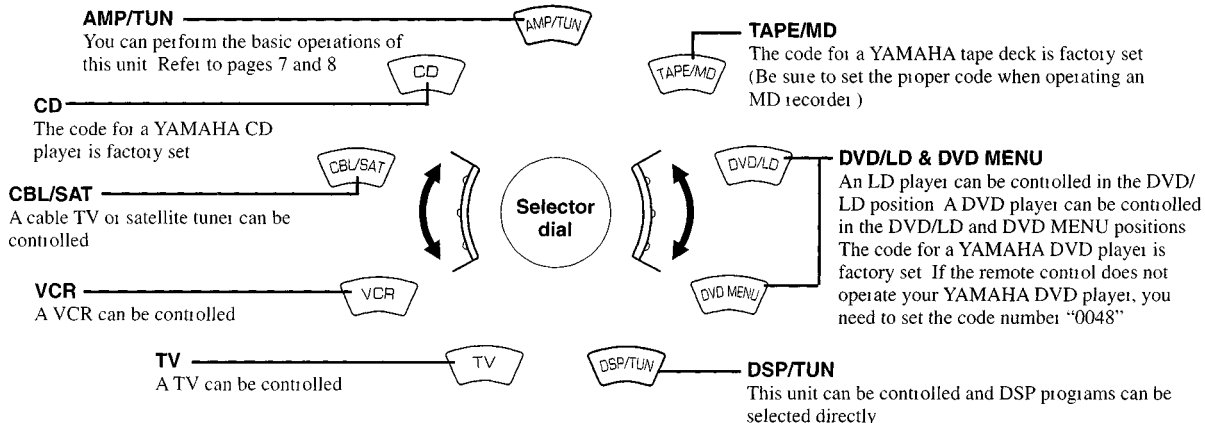 AMP/TUN
You can perform the basic operations of
this unit Refer to pages 7 and 8
AMP/TUN
CD
CD
The code for a YAMAHA CD
player is factory set
CBL/SAT
CBL/SAT
A cable TV or satellite tuner can be
controlled
VCR
A VCR can be controlled
VCR
TV
A TV can be controlled
TV
Selector
dial
TAPE/MD
TAPE/MD
The code for a YAMAHA tape deck is factory set
(Be sure to set the proper code when operating an
MD recorder )
DVD/LD
DVD/LD & DVD MENU
An LD player can be controlled in the DVD/
LD position A DVD player can be controlled
in the DVD/LD and DVD MENU positions
The code for a YAMAHA DVD player is
factory set If the remote control does not
operate your YAMAHA DVD player, you
need to set the code number “0048”
DVD MENU
DSP/TUN
DSP/TUN
This unit can be controlled and DSP programs can be
selected directly